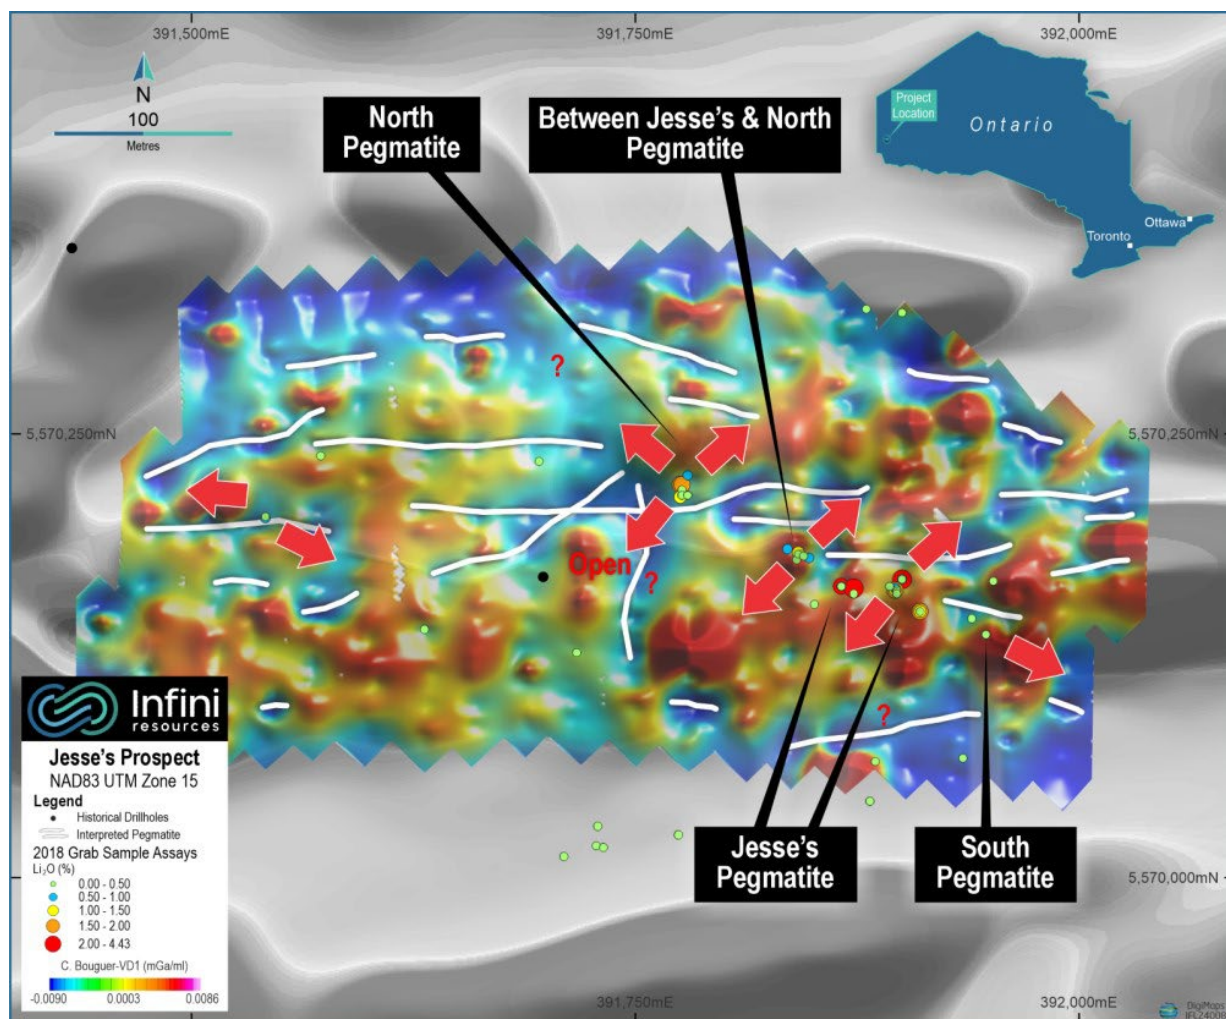 391,500mE
391,750mE
392,000mE
N
100
Metres
North
Pegmatite
Between Jesse's & North
Pegmatite
Project
Location
Ontario
Ottawa
Toronto
5,570,250mN
5,570,250mN
?
Open
?
?
Infini
resources
Jesse's Prospect
NAD83 UTM Zone 15
Legend
Historical Drillholes
Interpreted Pegmatite
2018 Grab Sample Assays
Li₂O (%)
0.00 - 0.50
0.50 - 1.00
1.00 - 1.50
1.50 - 2.00
2.00 - 4.43
C. Bouguer-VD1 (mGa/ml)
-0.0090 0.0003 0.0086
Jesse's
Pegmatite
South
Pegmatite
5,570,000mN
391,750mE
392,000mE
DigiMaps